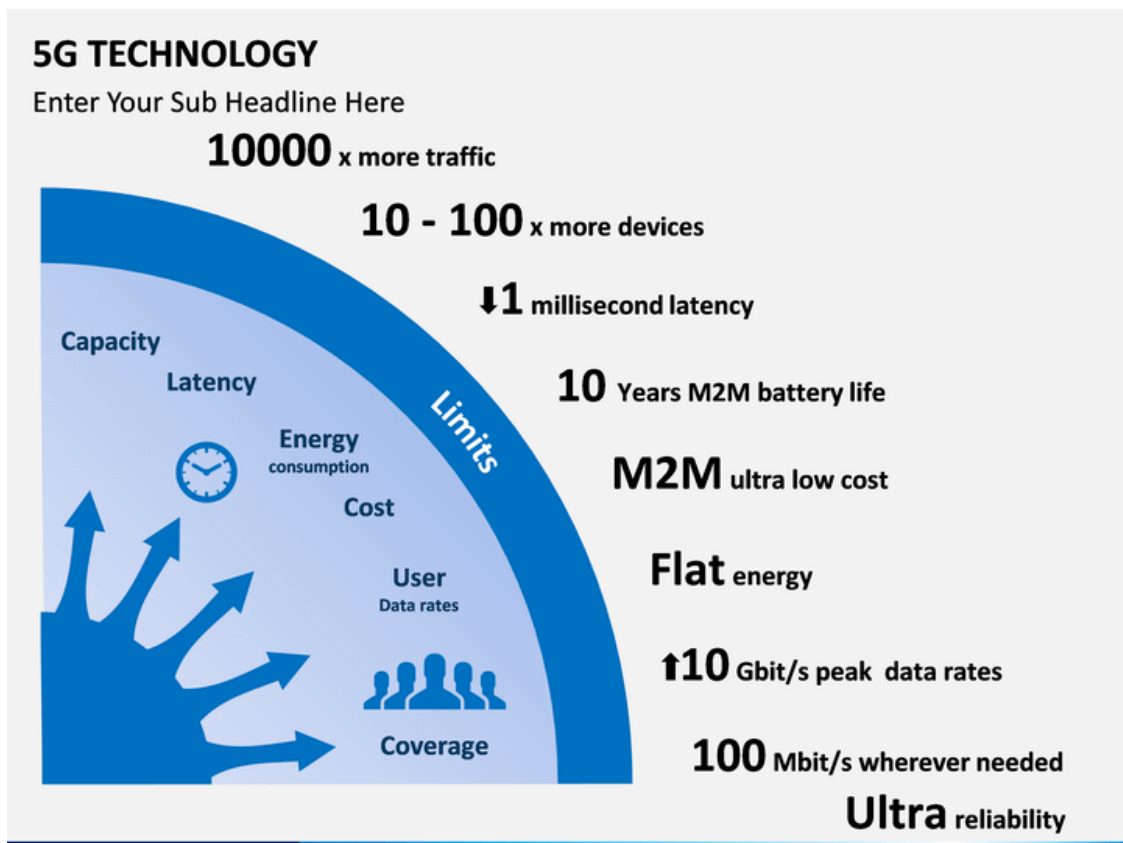 5G TECHNOLOGY
Enter Your Sub Headline Here
10000 x more traffic
10 - 100 x more devices
⬇1 millisecond latency
10 Years M2M battery life
M2M ultra low cost
Flat energy
⬆10 Gbit/s peak data rates
100 Mbit/s wherever needed
Ultra reliability
Limits
Capacity
Latency
Energy
consumption
Cost
User
Data rates
Coverage